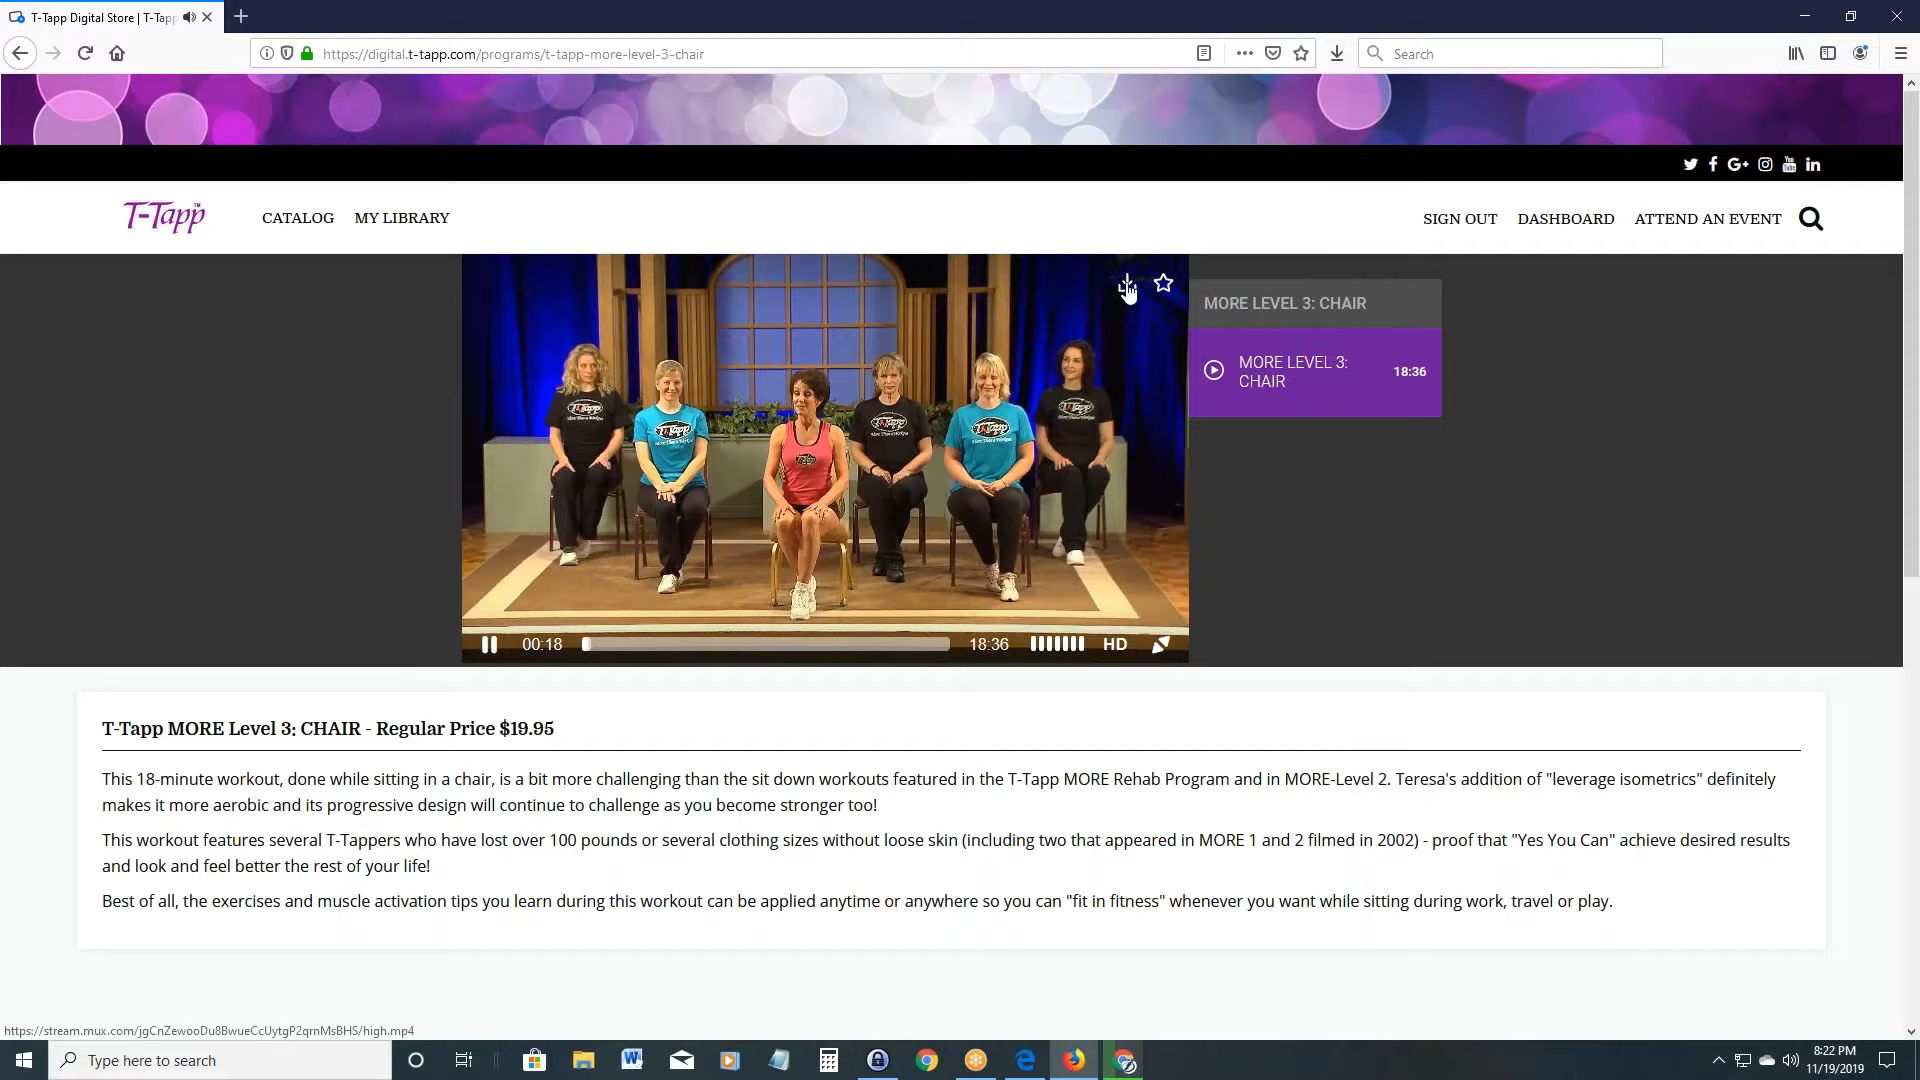 T-Tapp Digital Store | T-Tapp
https://digital.t-tapp.com/programs/t-tapp-more-level-3-chair
Search
T-Tapp™
CATALOG
MY LIBRARY
SIGN OUT
DASHBOARD
ATTEND AN EVENT
MORE LEVEL 3: CHAIR
MORE LEVEL 3:
CHAIR
18:36
00:18
18:36
HD
T-Tapp MORE Level 3: CHAIR - Regular Price $19.95
This 18-minute workout, done while sitting in a chair, is a bit more challenging than the sit down workouts featured in the T-Tapp MORE Rehab Program and in MORE-Level 2. Teresa's addition of "leverage isometrics" definitely
makes it more aerobic and its progressive design will continue to challenge as you become stronger too!
This workout features several T-Tappers who have lost over 100 pounds or several clothing sizes without loose skin (including two that appeared in MORE 1 and 2 filmed in 2002) - proof that "Yes You Can" achieve desired results
and look and feel better the rest of your life!
Best of all, the exercises and muscle activation tips you learn during this workout can be applied anytime or anywhere so you can "fit in fitness" whenever you want while sitting during work, travel or play.
https://stream.mux.com/jgCnZewooDu8BwueCcUytgP2qrnMsBHS/high.mp4
Type here to search
8:22 PM
11/19/2019